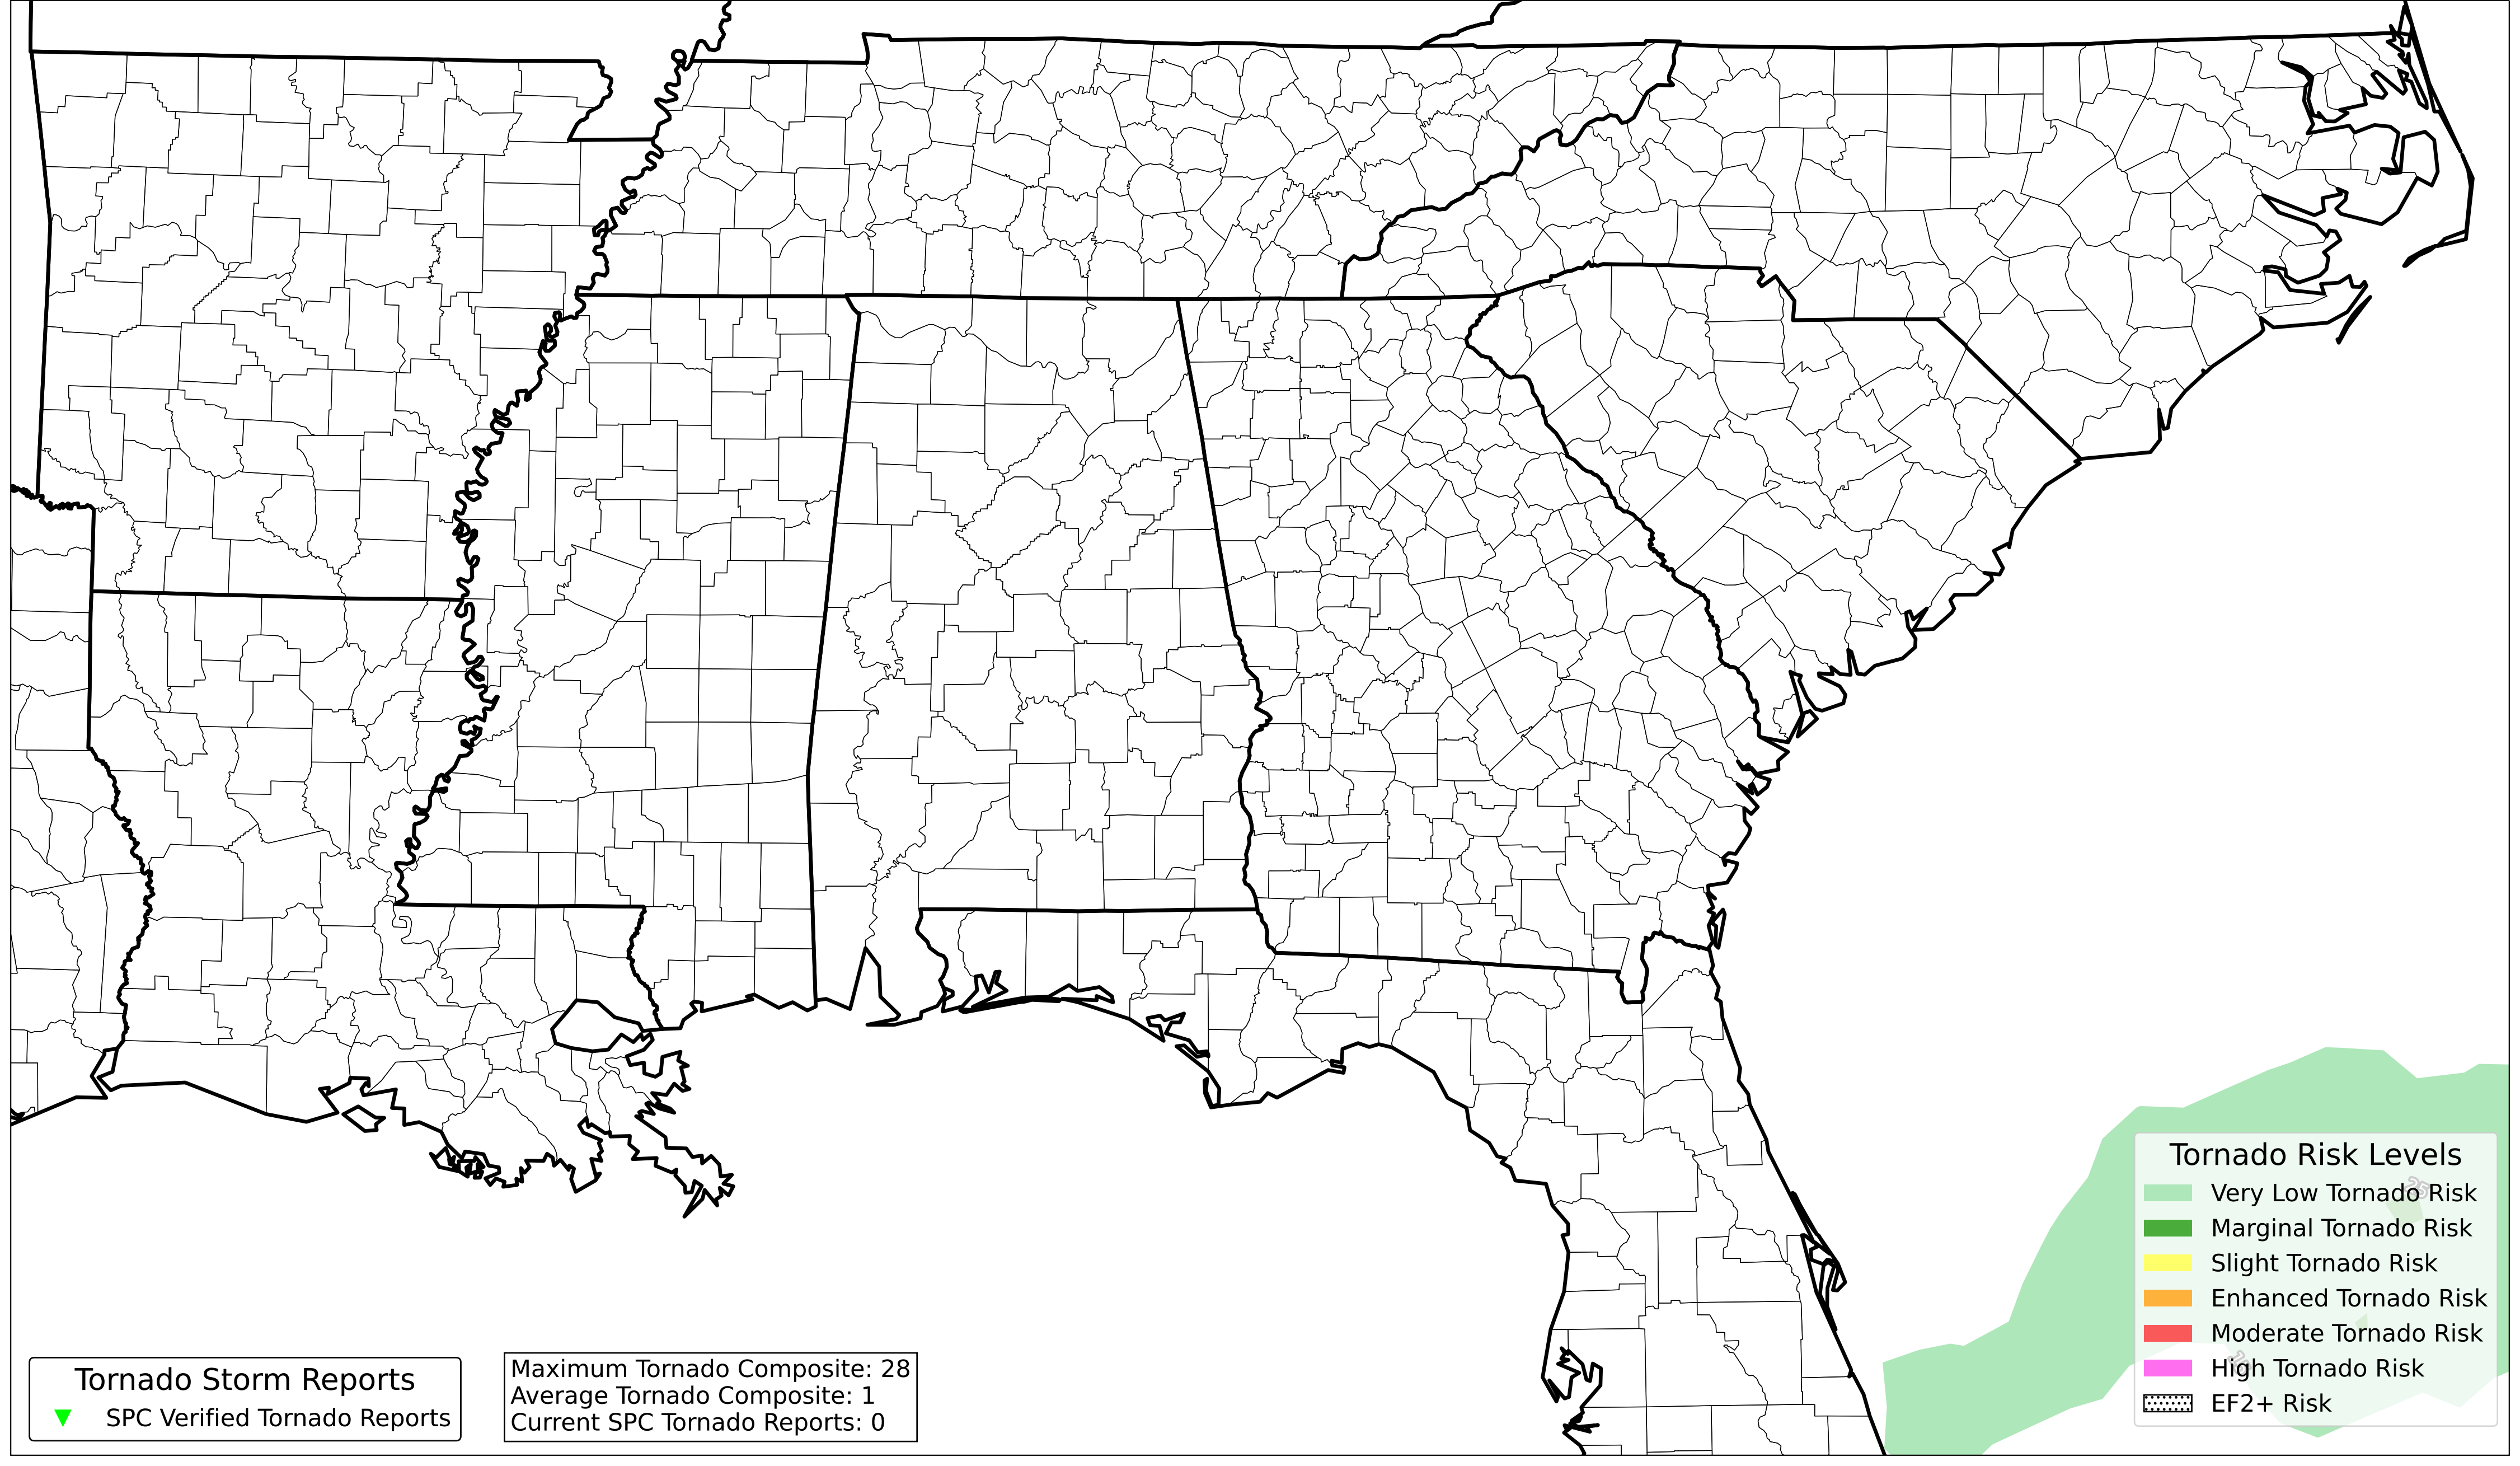 Tornado Storm Reports
SPC Verified Tornado Reports
Maximum Tornado Composite: 28
Average Tornado Composite: 1
Current SPC Tornado Reports: 0
Tornado Risk Levels
Very Low Tornado Risk
Marginal Tornado Risk
Slight Tornado Risk
Enhanced Tornado Risk
Moderate Tornado Risk
High Tornado Risk
EF2+ Risk
25